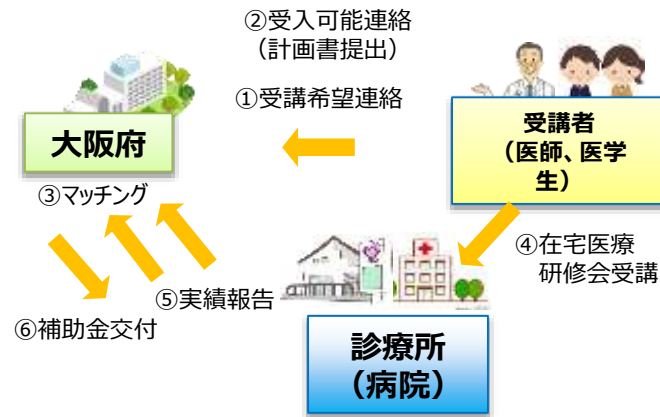 ②受入可能連絡
（計画書提出）
①受講希望連絡
大阪府
受講者
（医師、医学
生）
③マッチング
④在宅医療
研修会受講
⑤実績報告
⑥補助金交付
診療所
（病院）